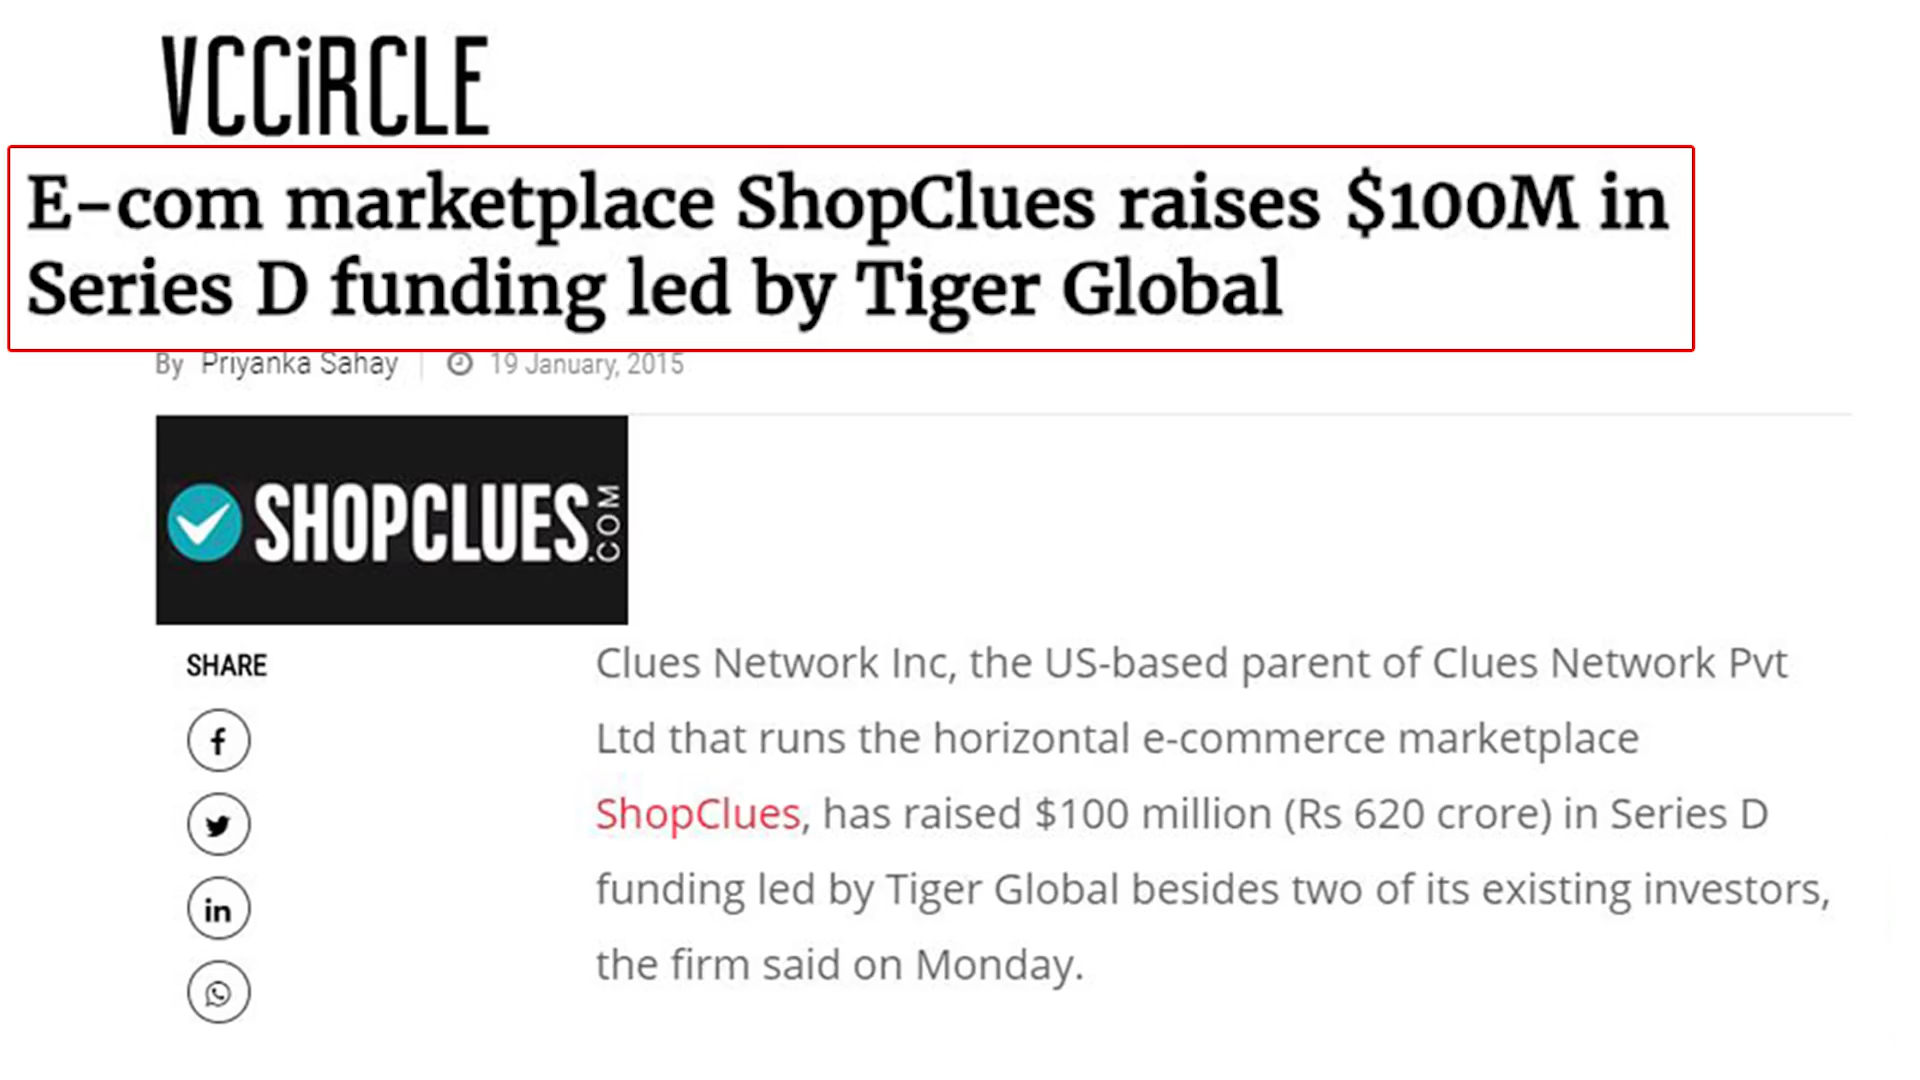 VCCiRCLE
E-com marketplace ShopClues raises $100M in
Series D funding led by Tiger Global
By Priyanka Sahay 19 January, 2015
SHOPCLUES.COM
SHARE
Clues Network Inc, the US-based parent of Clues Network Pvt
Ltd that runs the horizontal e-commerce marketplace
ShopClues, has raised $100 million (Rs 620 crore) in Series D
funding led by Tiger Global besides two of its existing investors,
the firm said on Monday.